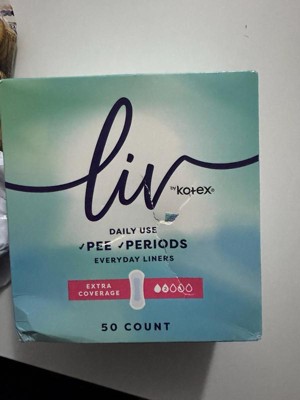 liv
by Kotex®
DAILY USE
✓PEE ✓PERIODS
EVERYDAY LINERS
EXTRA
COVERAGE
50 COUNT